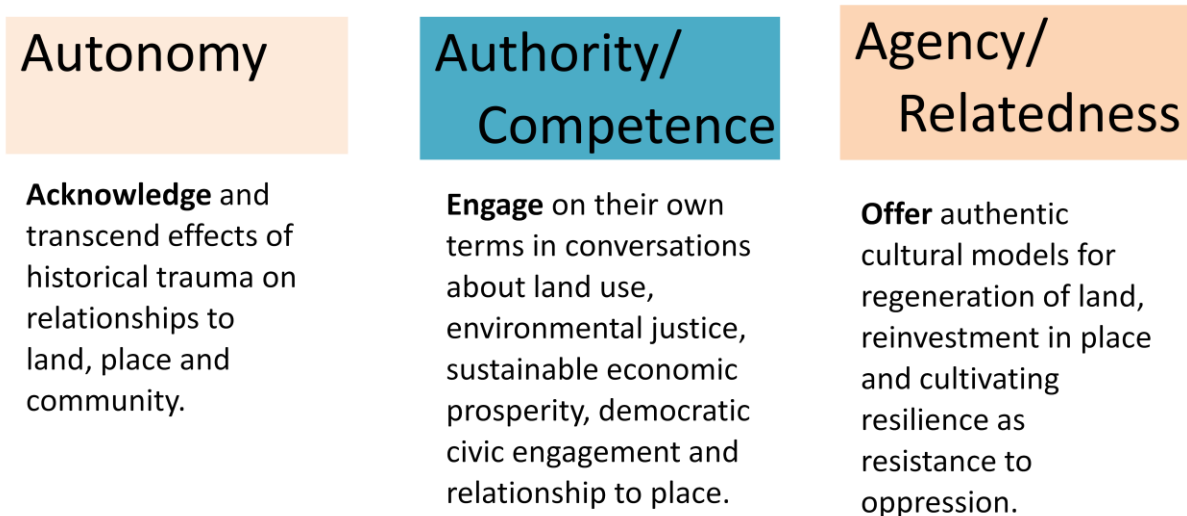 Autonomy
Acknowledge and
transcend effects of
historical trauma on
relationships to
land, place and
community.
Authority/
Competence
Engage on their own
terms in conversations
about land use,
environmental justice,
sustainable economic
prosperity, democratic
civic engagement and
relationship to place.
Agency/
Relatedness
Offer authentic
cultural models for
regeneration of land,
reinvestment in place
and cultivating
resilience as
resistance to
oppression.